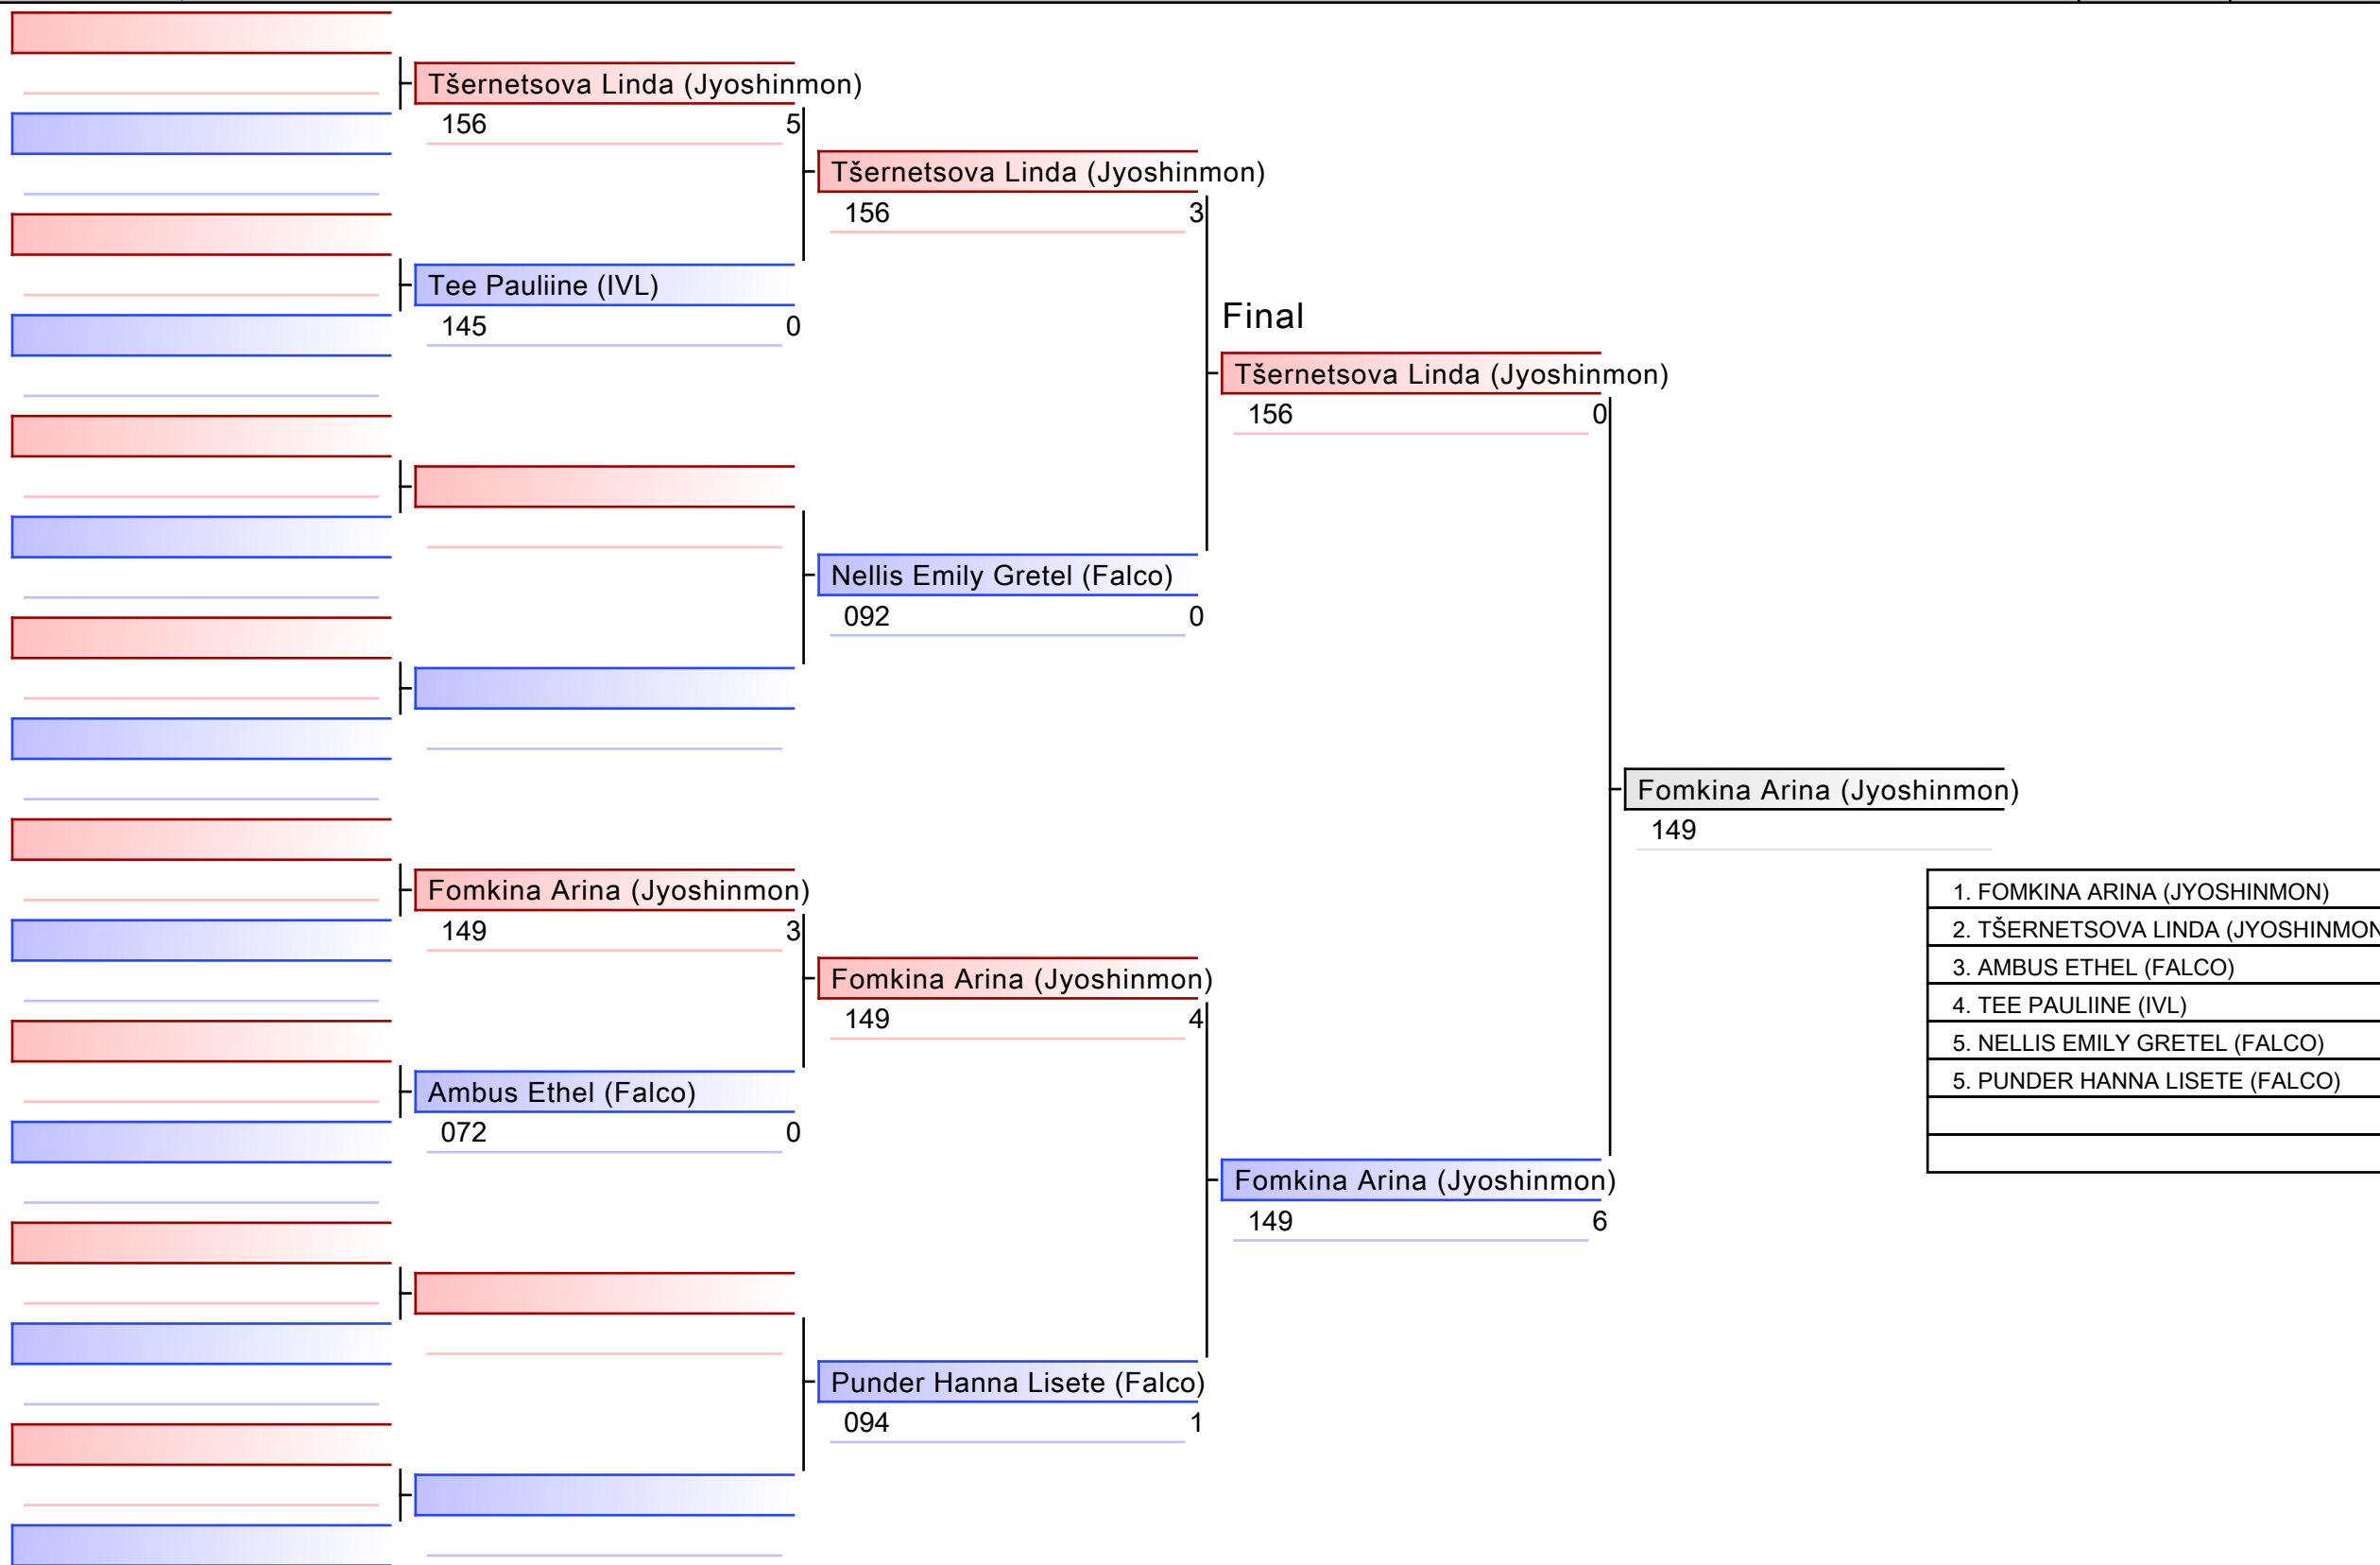 Tšernetsova Linda (Jyoshinmon)
156 5
Tee Pauliine (IVL)
145 0
Fomkina Arina (Jyoshinmon)
149 3
Ambus Ethel (Falco)
072 0
Tšernetsova Linda (Jyoshinmon)
156 3
Nellis Emily Gretel (Falco)
092 0
Fomkina Arina (Jyoshinmon)
149 4
Punder Hanna Lisete (Falco)
094 1
Final
Tšernetsova Linda (Jyoshinmon)
156 0
Fomkina Arina (Jyoshinmon)
149 6
Fomkina Arina (Jyoshinmon)
149
1. FOMKINA ARINA (JYOSHINMON)
2. TŠERNETSOVA LINDA (JYOSHINMON
3. AMBUS ETHEL (FALCO)
4. TEE PAULIINE (IVL)
5. NELLIS EMILY GRETEL (FALCO)
5. PUNDER HANNA LISETE (FALCO)